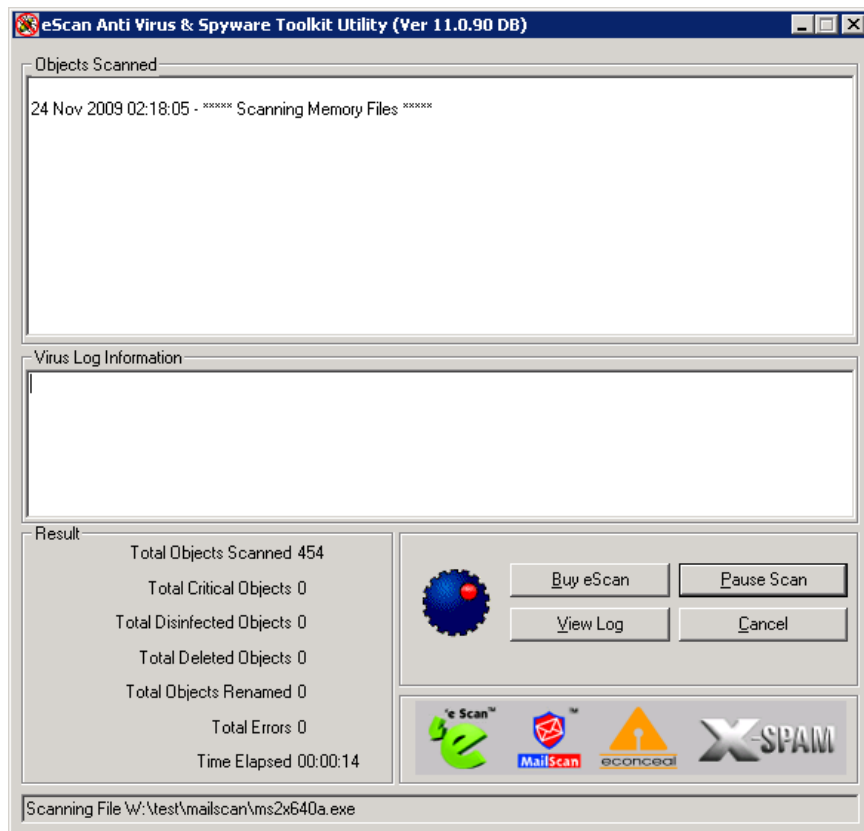 eScan Anti Virus & Spyware Toolkit Utility (Ver 11.0.90 DB)
Objects Scanned
24 Nov 2009 02:18:05 - ***** Scanning Memory Files *****
Virus Log Information
Result
Total Objects Scanned 454
Total Critical Objects 0
Total Disinfected Objects 0
Total Deleted Objects 0
Total Objects Renamed 0
Total Errors 0
Time Elapsed 00:00:14
Buy eScan
Pause Scan
View Log
Cancel
e Scan™
™
MailScan
econceal
X-SPAM
Scanning File W:\test\mailscan\ms2x640a.exe